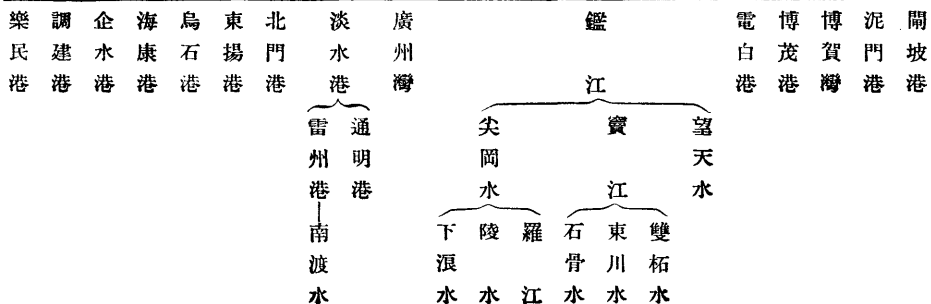 閘坡港
泥門港
博賀灣
博茂港
電白港
鑑江
望天水
竇江
雙柘水
東川水
石骨水
尖岡水
羅江
陵水
下浪水
廣州灣
淡水港
通明港
雷州港
南渡水
北門港
東揚港
烏石港
海康港
企水港
調建港
樂民港